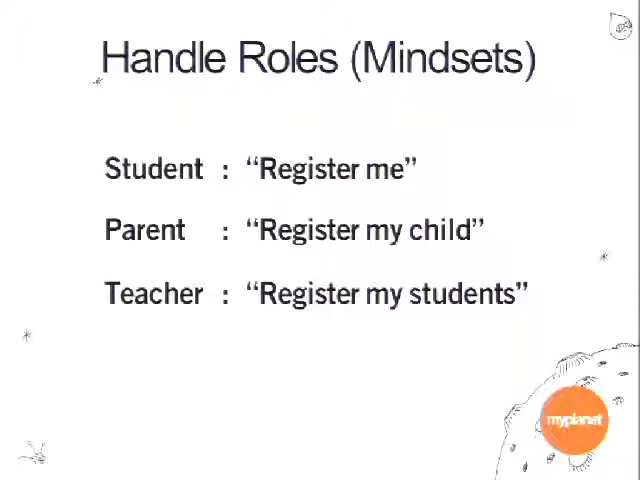 Handle Roles (Mindsets)
Student : “Register me”
Parent : “Register my child”
Teacher : “Register my students”
myplanet